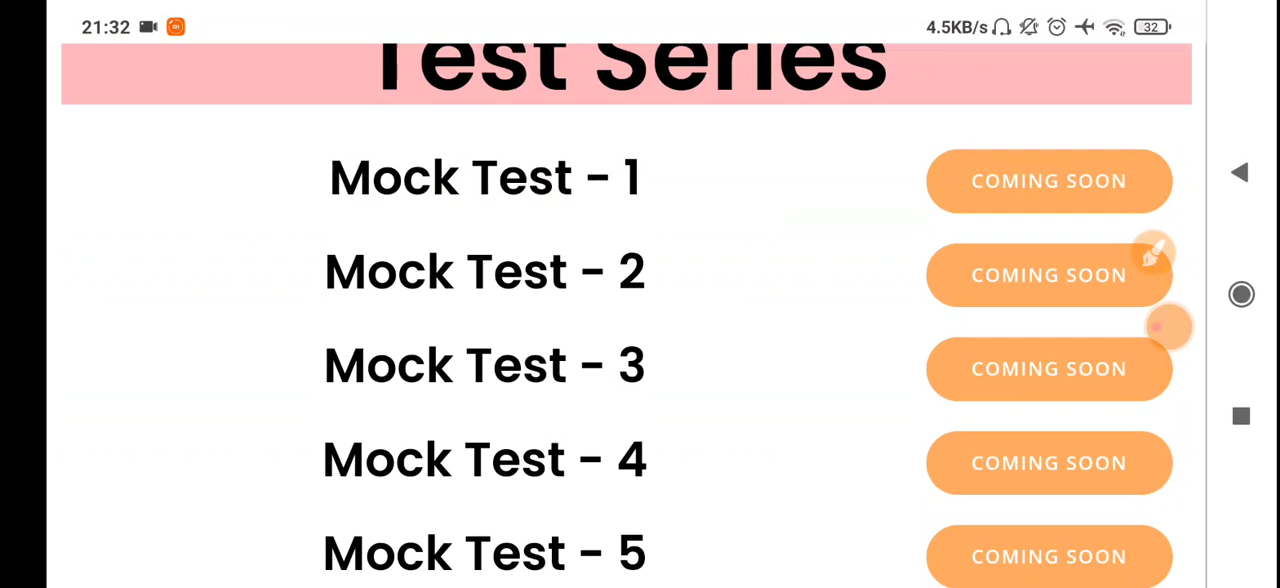 21:32 4.5KB/s 32
Test Series
Mock Test - 1 COMING SOON
Mock Test - 2 COMING SOON
Mock Test - 3 COMING SOON
Mock Test - 4 COMING SOON
Mock Test - 5 COMING SOON